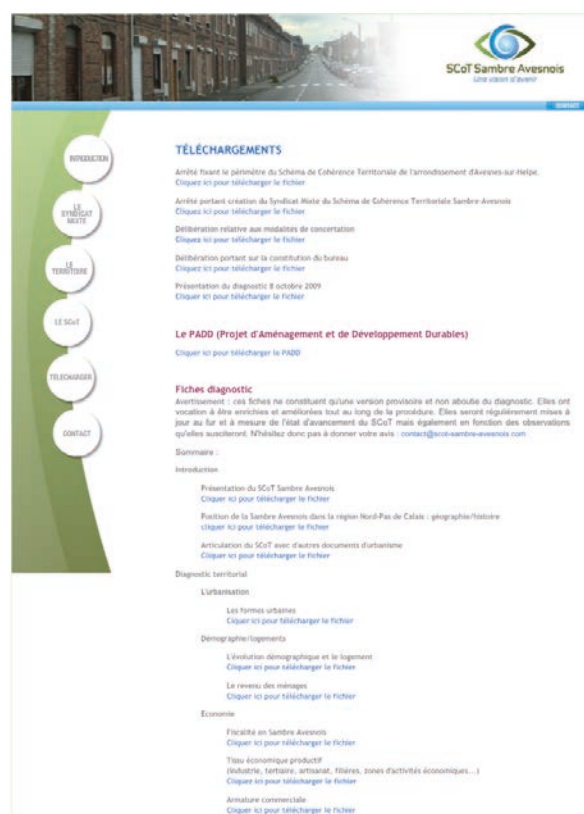 SCoT Sambre Avesnois
Une vision d'avenir
CONTACT
INTRODUCTION
LE
SYNDICAT
MIXTE
LE
TERRITOIRE
LE SCoT
TÉLÉCHARGER
CONTACT
TÉLÉCHARGEMENTS
Arrêté fixant le périmètre du Schéma de Cohérence Territoriale de l'arrondissement d'Avesnes-sur-Helpe.
Cliquez ici pour télécharger le fichier
Arrêté portant création du Syndicat Mixte du Schéma de Cohérence Territoriale Sambre-Avesnois
Cliquez ici pour télécharger le fichier
Délibération relative aux modalités de concertation
Cliquez ici pour télécharger le fichier
Délibération portant sur la constitution du bureau
Cliquez ici pour télécharger le fichier
Présentation du diagnostic 8 octobre 2009
Cliquer ici pour télécharger le fichier
Le PADD (Projet d'Aménagement et de Développement Durables)
Cliquer ici pour télécharger le PADD
Fiches diagnostic
Avertissement : ces fiches ne constituent qu'une version provisoire et non aboutie du diagnostic. Elles ont
vocation à être enrichies et améliorées tout au long de la procédure. Elles seront régulièrement mises à
jour au fur et à mesure de l'état d'avancement du SCoT mais également en fonction des observations
qu'elles susciteront. N'hésitez donc pas à donner votre avis : contact@scot-sambre-avesnois.com
Sommaire :
Introduction
Présentation du SCoT Sambre Avesnois
Cliquer ici pour télécharger le fichier
Position de la Sambre Avesnois dans la région Nord-Pas de Calais : géographie/histoire
cliquer ici pour télécharger le fichier
Articulation du SCoT avec d'autres documents d'urbanisme
Cliquer ici pour télécharger le fichier
Diagnostic territorial
L'urbanisation
Les formes urbaines
Ciquer ici pour télécharger le fichier
Démographie/logements
L'évolution démographique et le logement
Cliquer ici pour télécharger le fichier
Le revenu des ménages
Cliquer ici pour télécharger le fichier
Economie
Fiscalité en Sambre Avesnois
Cliquer ici pour télécharger le fichier
Tissu économique productif
(industrie, tertiaire, artisanat, filières, zones d'activités économiques...)
Cliquez ici pour télécharger le fichier
Armature commerciale
Cliquer ici pour télécharger le fichier